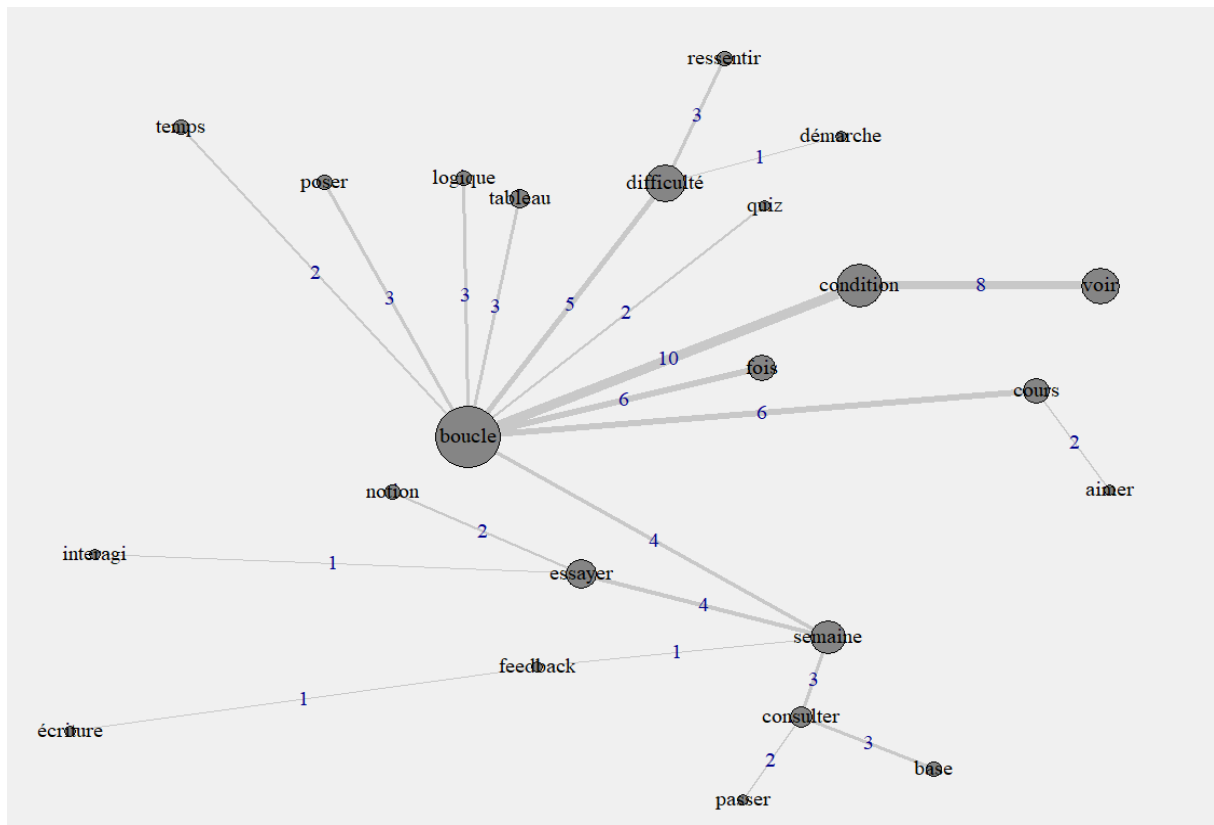 ressentir
3
temps
démarche
1
logique
poser
difficulté
tableau
quiz
2
3
3
3
5
2
condition
8
voir
10
fois
6
cours
6
boucle
2
notion
aimer
2
4
interagi
1
essayer
4
semaine
1
feedback
3
1
consulter
écriture
3
2
base
passer